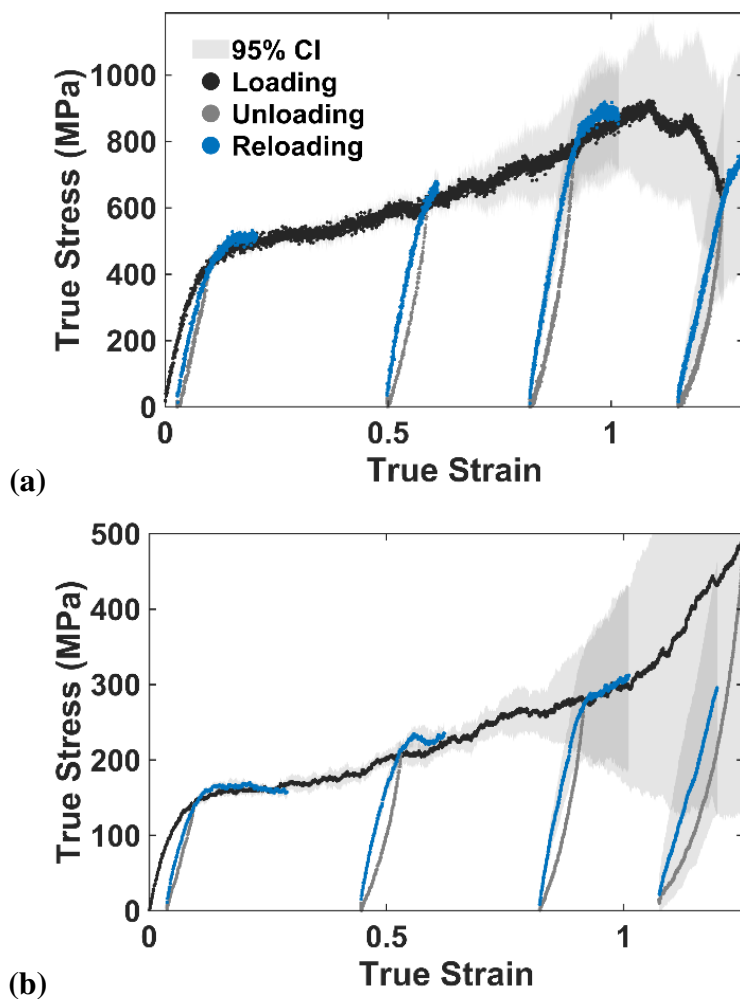 95% CI
Loading
Unloading
Reloading
True Stress (MPa)
1000
800
600
400
200
0
0 0.5 1
True Strain
(a)
True Stress (MPa)
500
400
300
200
100
0
0 0.5 1
True Strain
(b)